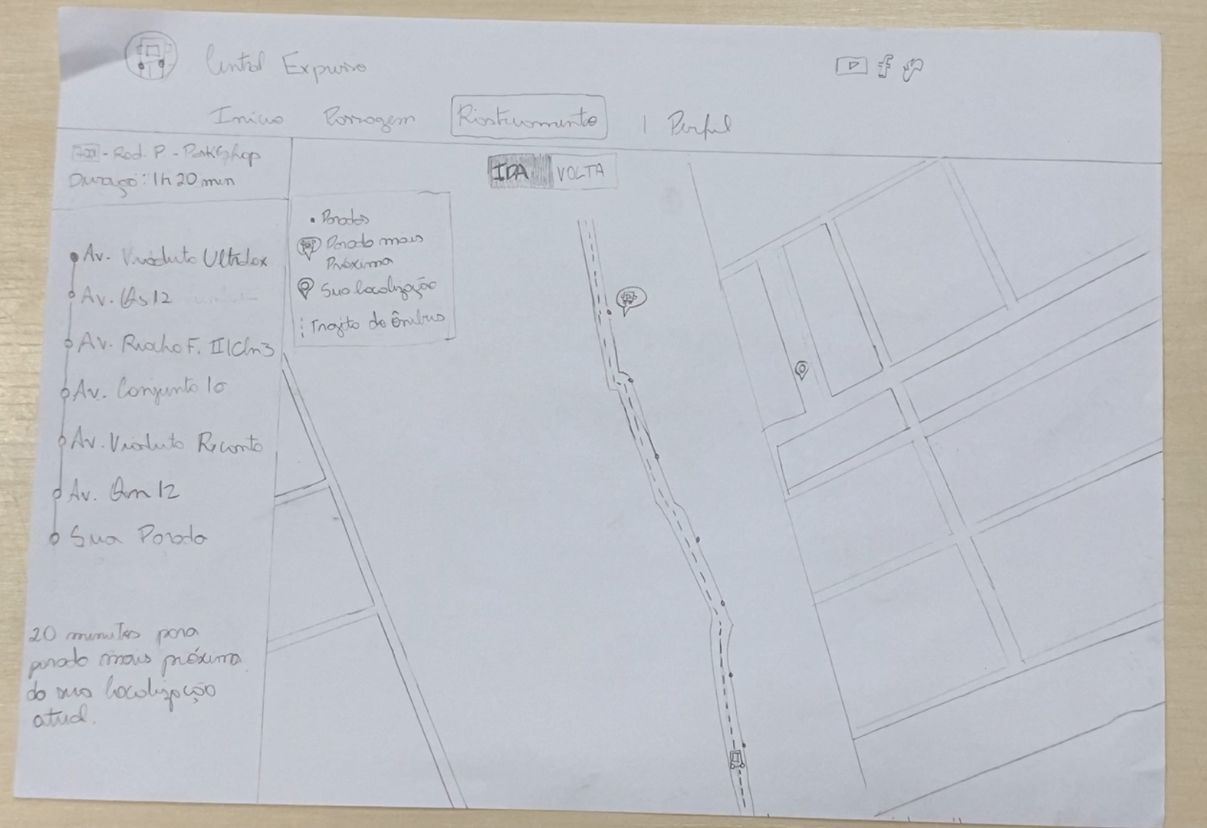 Central Expresso
Início Passagem Rastreamento | Perfil
- Rod. P - ParkShop
Duração: 1h 20 min
IDA VOLTA
Av. Viaduto Ultrabox
Av. Qs 12
Av. Riacho F. II|Cln3
Av. Conjunto 10
Av. Viaduto Recanto
Av. Qn 12
Sua Parada
20 minutos para
parada mais próxima
da sua localização
atual.
Paradas
Parada mais
Próxima
Sua localização
Trajeto do ônibus